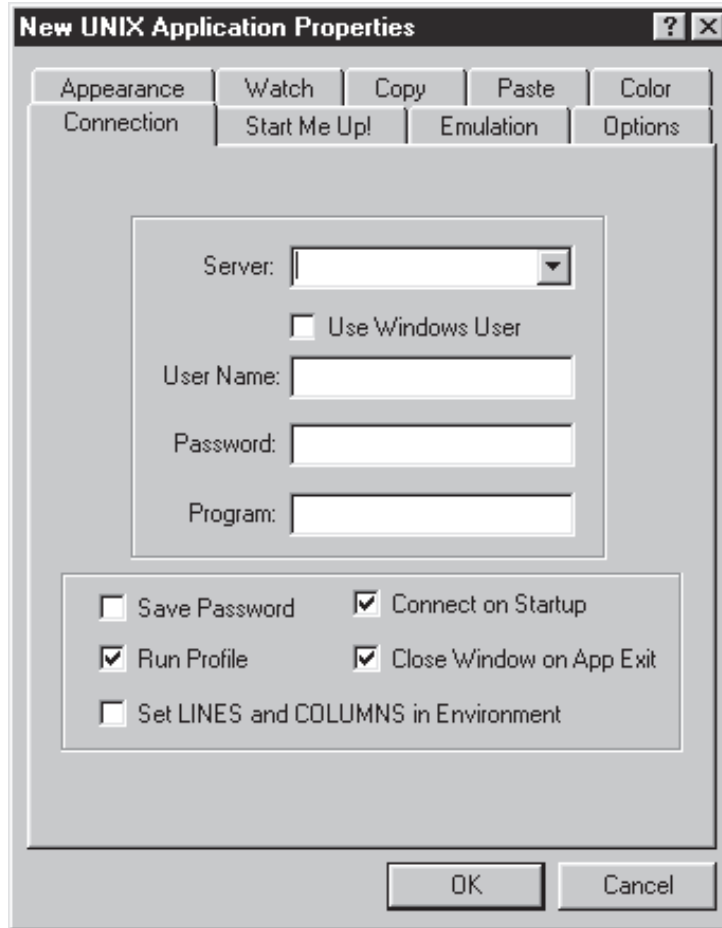 New UNIX Application Properties
Appearance Watch Copy Paste Color
Connection Start Me Up! Emulation Options
Server:
Use Windows User
User Name:
Password:
Program:
Save Password Connect on Startup
Run Profile Close Window on App Exit
Set LINES and COLUMNS in Environment
OK Cancel